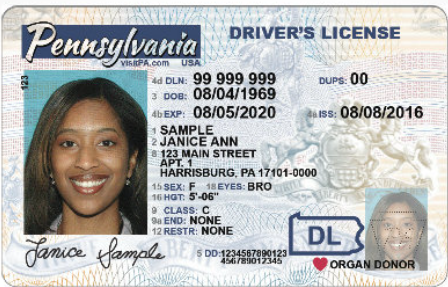 Pennsylvania
visitPA.com USA
DRIVER'S LICENSE
4d DLN: 99 999 999 DUPS: 00
3 DOB: 08/04/1969
4b EXP: 08/05/2020 4a ISS: 08/08/2016
1 SAMPLE
2 JANICE ANN
8 123 MAIN STREET
APT. 1
HARRISBURG, PA 17101-0000
15 SEX: F 18 EYES: BRO
16 HGT: 5'-06"
9 CLASS: C
9a END: NONE
12 RESTR: NONE
5 DD: 1234567890123
456789012345
DL
ORGAN DONOR
Janice Sample
123